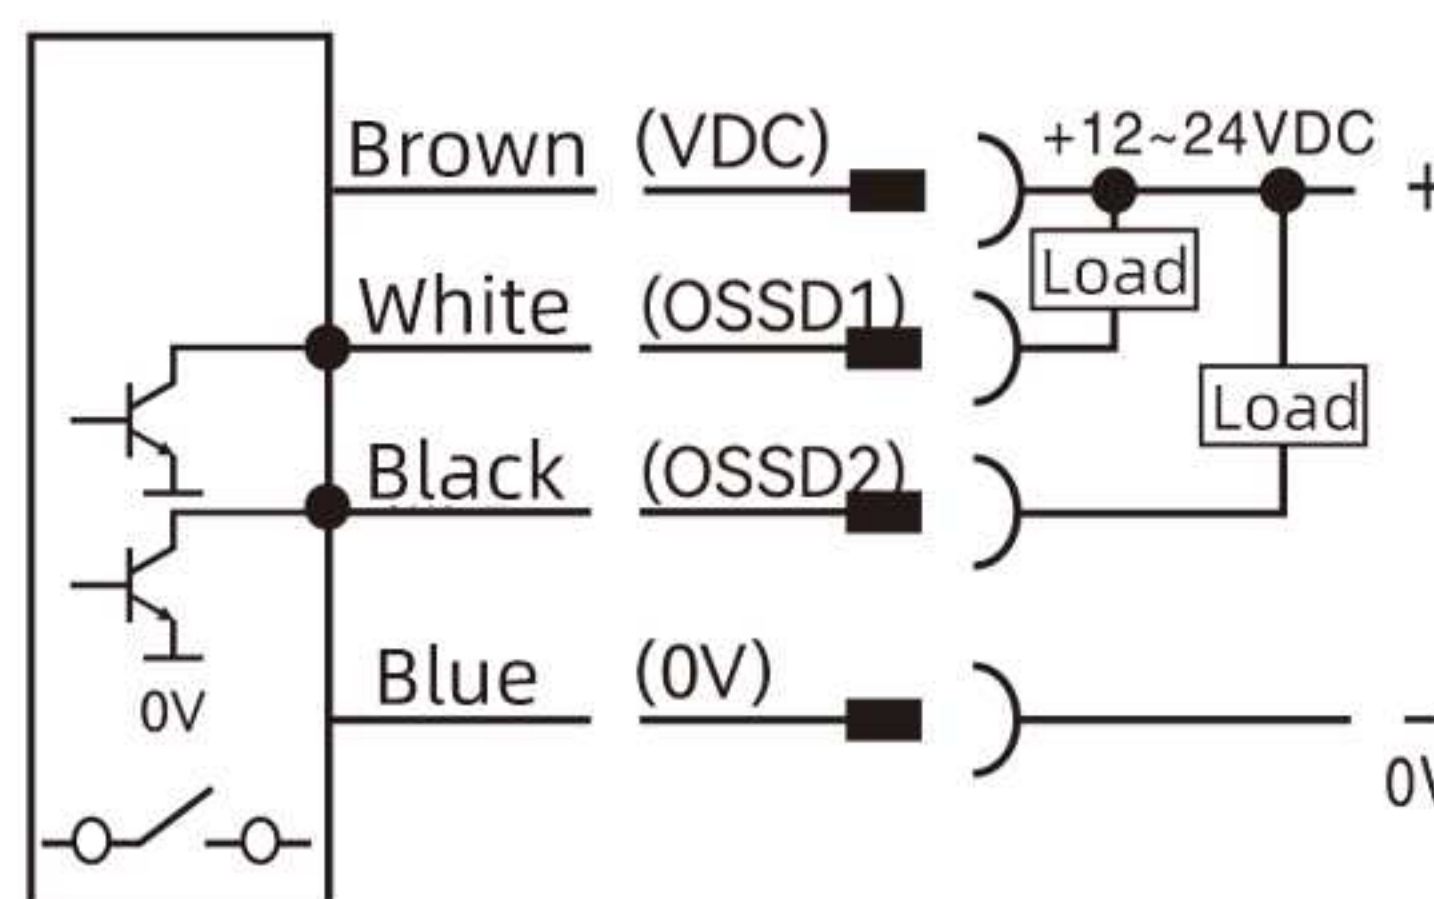 Brown (VDC) +12~24VDC +
Load
White (OSSD1)
Load
Black (OSSD2)
Blue (0V)
0V
−